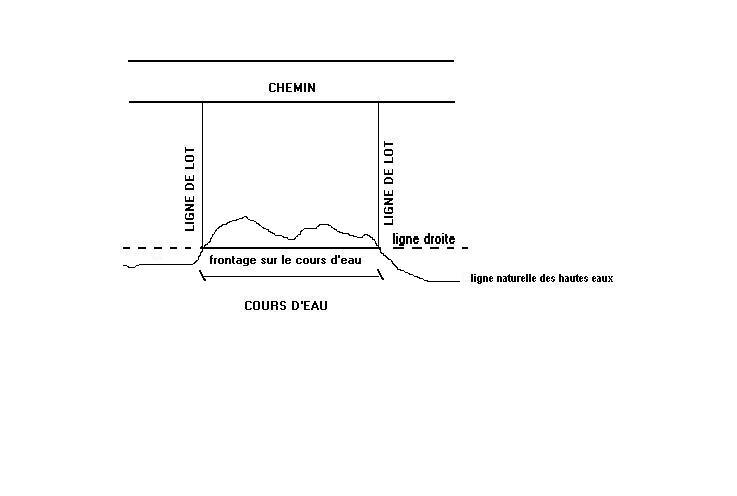 CHEMIN
LIGNE DE LOT
LIGNE DE LOT
ligne droite
frontage sur le cours d'eau
ligne naturelle des hautes eaux
COURS D'EAU